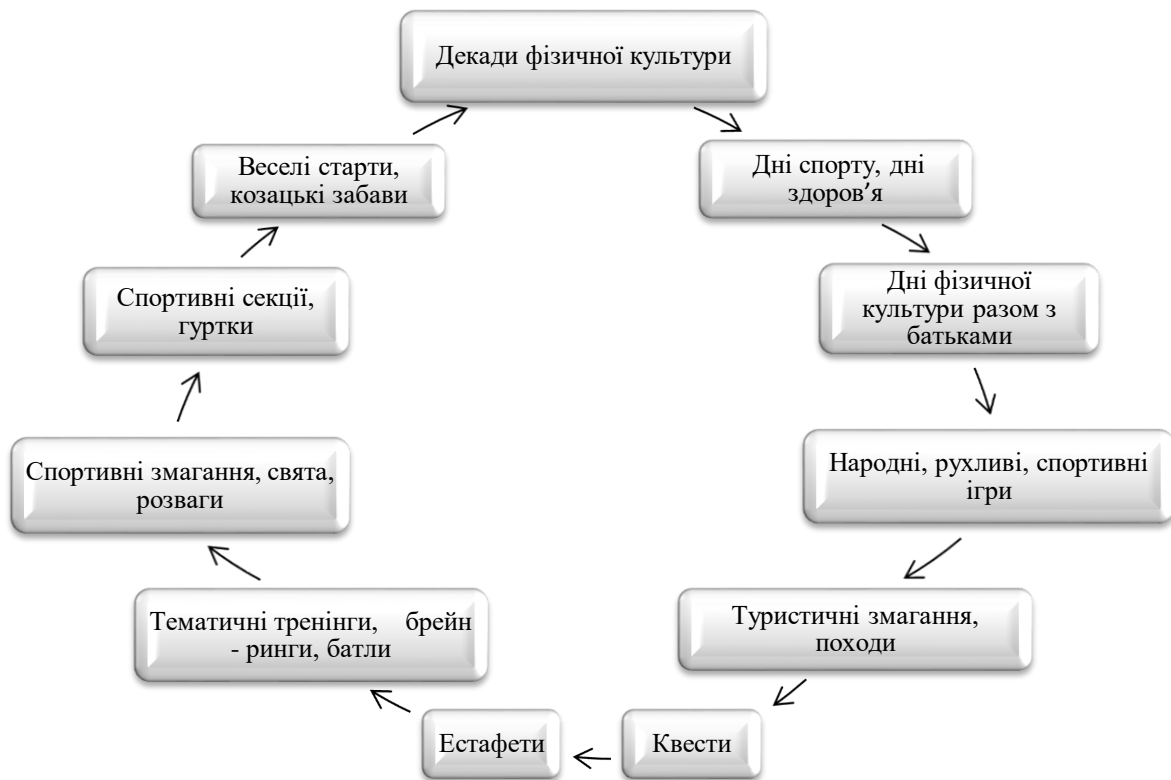 Декади фізичної культури
Дні спорту, дні
здоров'я
Дні фізичної
культури разом з
батьками
Народні, рухливі, спортивні
ігри
Туристичні змагання,
походи
Квести
Естафети
Тематичні тренінги, брейн
- ринги, батли
Спортивні змагання, свята,
розваги
Спортивні секції,
гуртки
Веселі старти,
козацькі забави